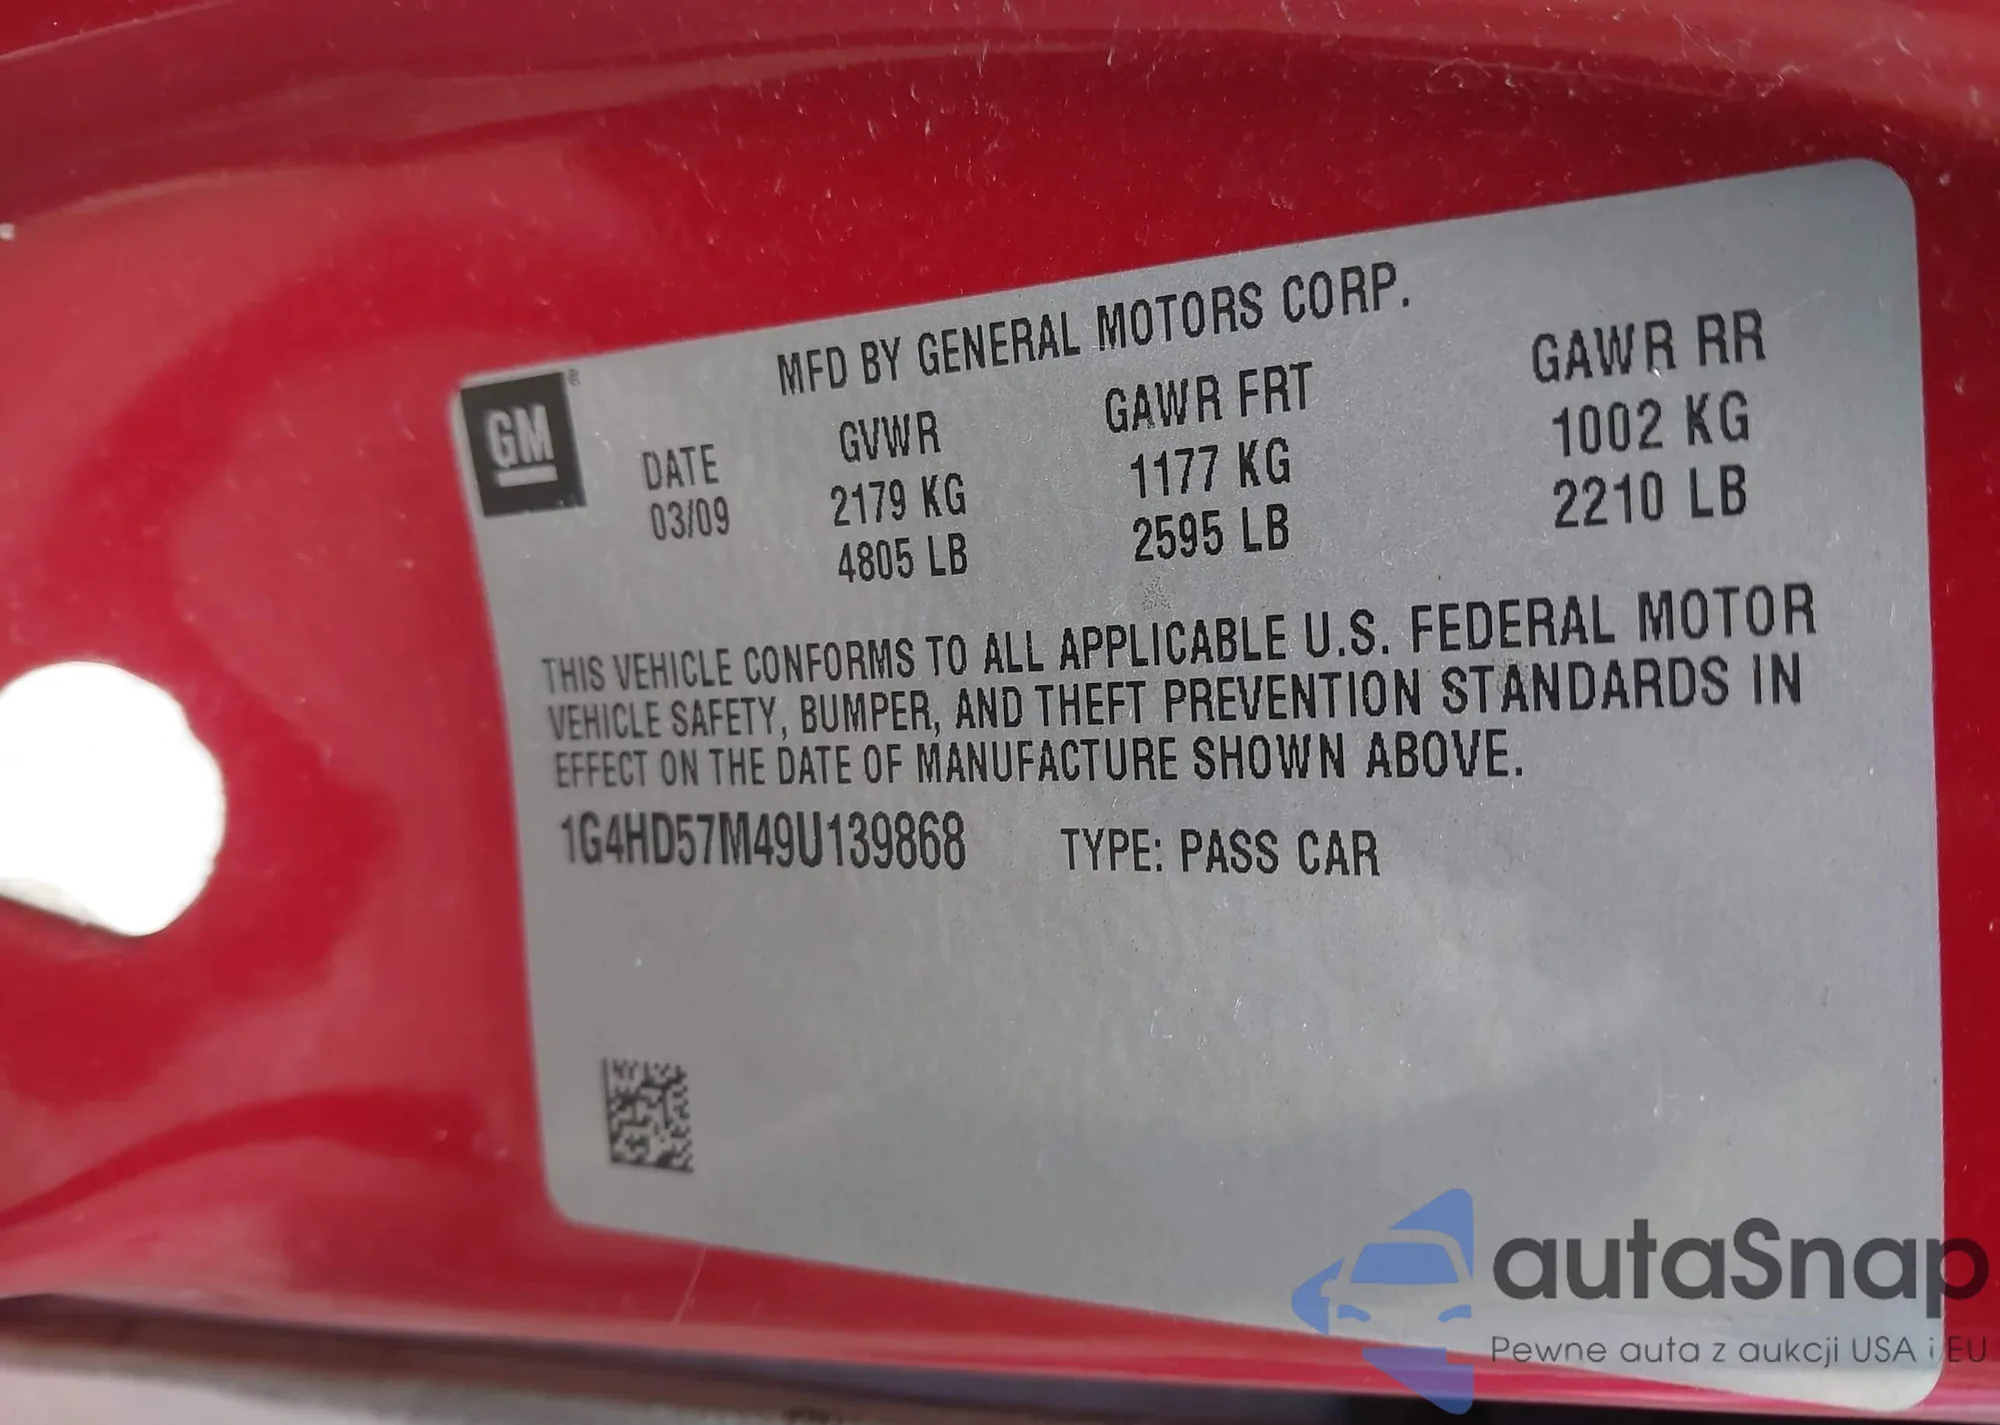 MFD BY GENERAL MOTORS CORP.
GM®
DATE GVWR GAWR FRT GAWR RR
03/09 2179 KG 1177 KG 1002 KG
4805 LB 2595 LB 2210 LB
THIS VEHICLE CONFORMS TO ALL APPLICABLE U.S. FEDERAL MOTOR
VEHICLE SAFETY, BUMPER, AND THEFT PREVENTION STANDARDS IN
EFFECT ON THE DATE OF MANUFACTURE SHOWN ABOVE.
1G4HD57M49U139868 TYPE: PASS CAR
autaSnap
Pewne auta z aukcji USA i EU